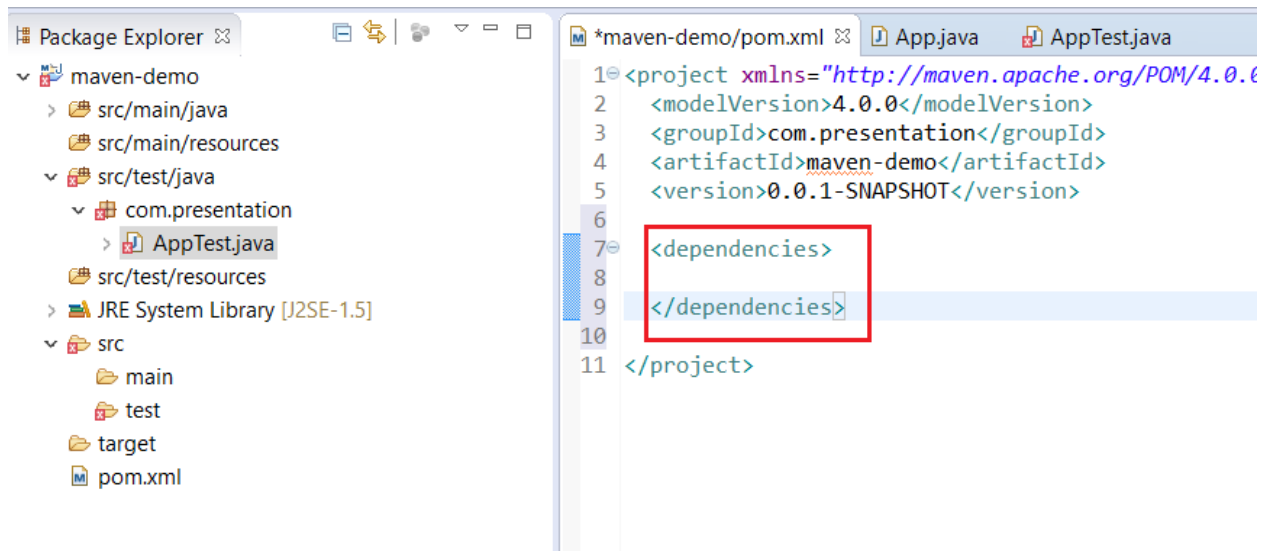 Package Explorer
maven-demo
src/main/java
src/main/resources
src/test/java
com.presentation
AppTest.java
src/test/resources
JRE System Library [J2SE-1.5]
src
main
test
target
pom.xml
*maven-demo/pom.xml App.java AppTest.java
1 <project xmlns="http://maven.apache.org/POM/4.0.0
2 <modelVersion>4.0.0</modelVersion>
3 <groupId>com.presentation</groupId>
4 <artifactId>maven-demo</artifactId>
5 <version>0.0.1-SNAPSHOT</version>
6
7 <dependencies>
8
9 </dependencies>
10
11 </project>